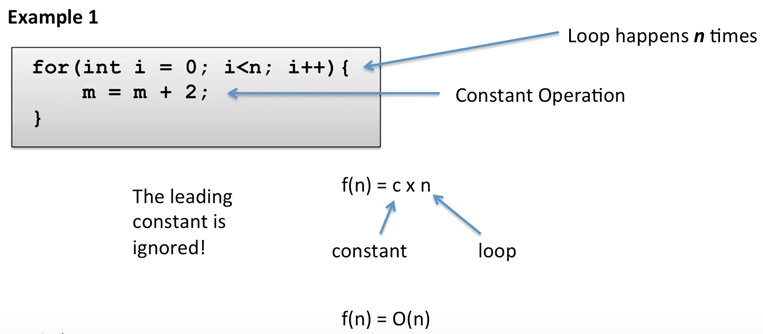 Example 1
Loop happens n times
for(int i = 0; i<n; i++){
m = m + 2;
Constant Operation
}
The leading
constant is
ignored!
f(n) = c x n
constant
loop
f(n) = O(n)